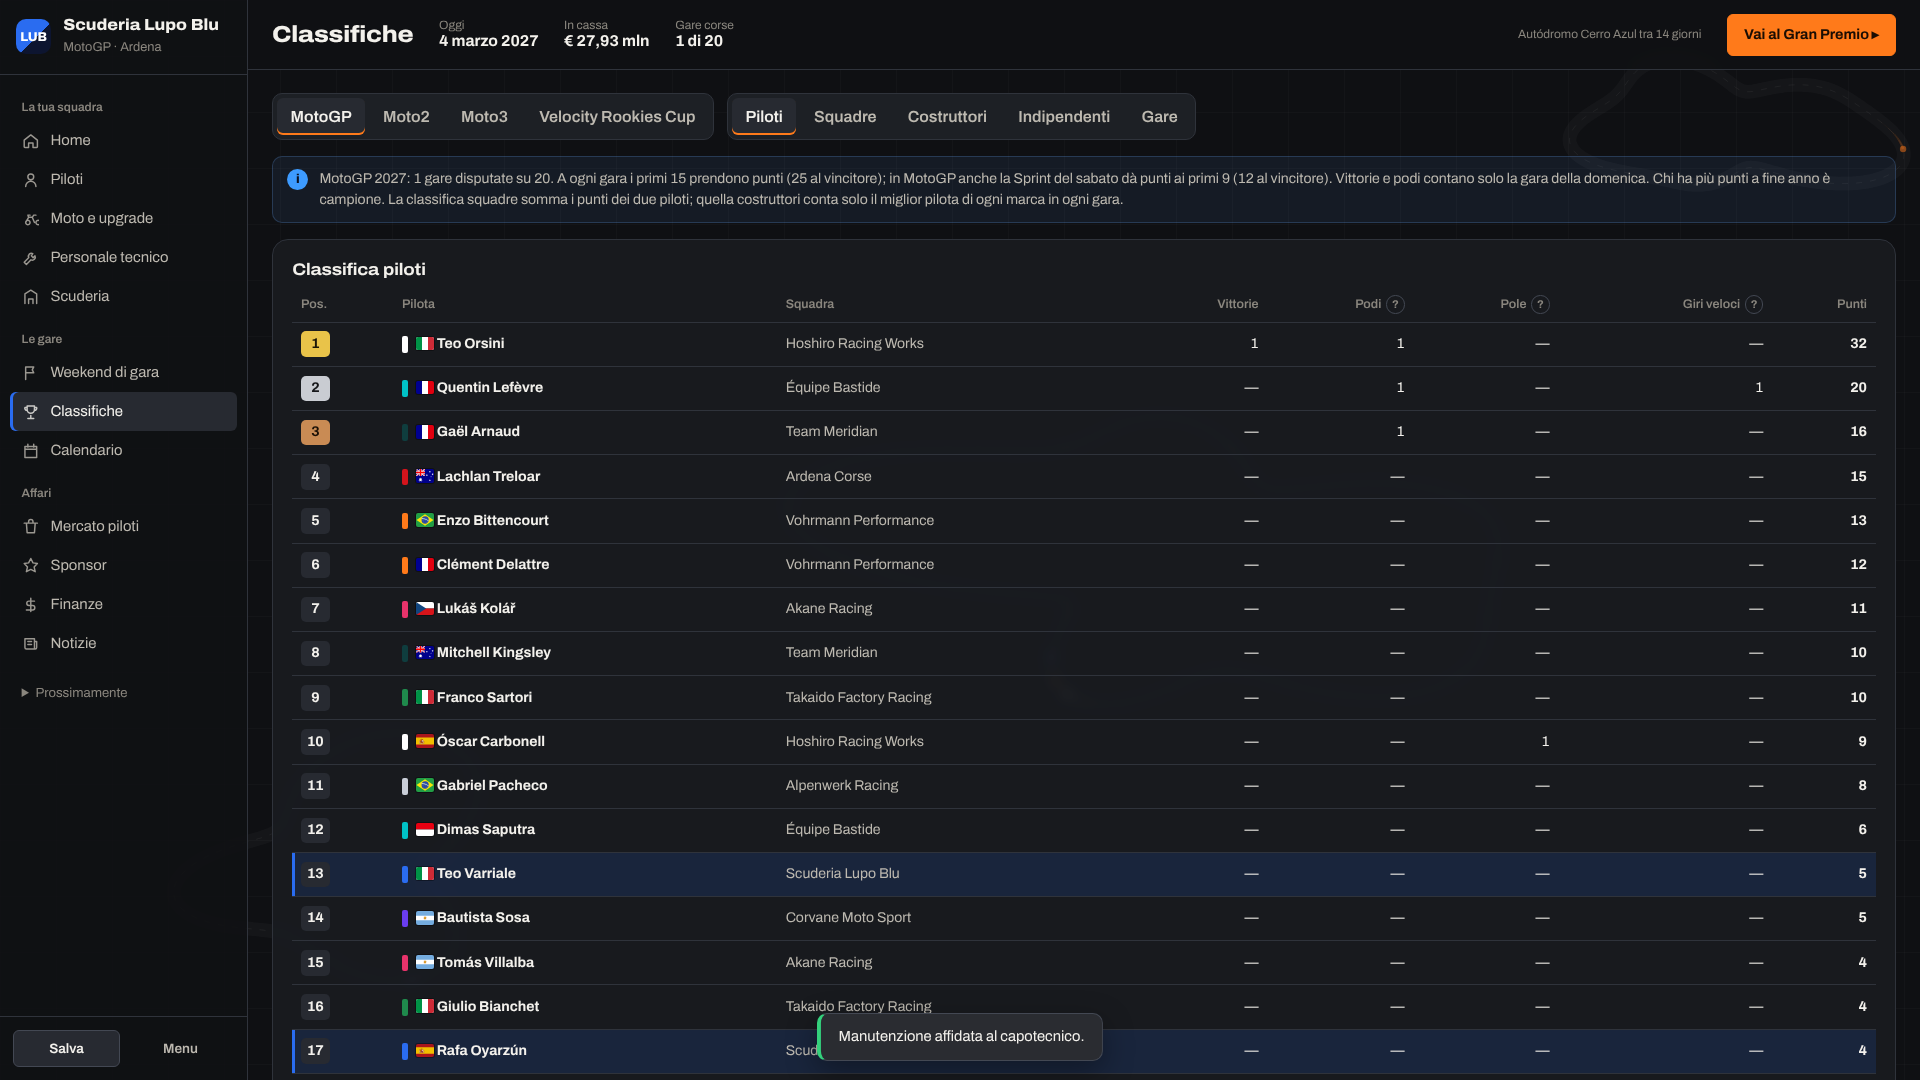 LUB
Scuderia Lupo Blu
MotoGP · Ardena
Classifiche
Oggi
4 marzo 2027
In cassa
€ 27,93 mln
Gare corse
1 di 20
Autódromo Cerro Azul tra 14 giorni
Vai al Gran Premio ▸
La tua squadra
Home
Piloti
Moto e upgrade
Personale tecnico
Scuderia
Le gare
Weekend di gara
Classifiche
Calendario
Affari
Mercato piloti
Sponsor
Finanze
Notizie
Prossimamente
Salva
Menu
MotoGP Moto2 Moto3 Velocity Rookies Cup
Piloti Squadre Costruttori Indipendenti Gare
MotoGP 2027: 1 gare disputate su 20. A ogni gara i primi 15 prendono punti (25 al vincitore); in MotoGP anche la Sprint del sabato dà punti ai primi 9 (12 al vincitore). Vittorie e podi contano solo la gara della domenica. Chi ha più punti a fine anno è
campione. La classifica squadre somma i punti dei due piloti; quella costruttori conta solo il miglior pilota di ogni marca in ogni gara.
Classifica piloti
Pos. Pilota Squadra Vittorie Podi ? Pole ? Giri veloci ? Punti
1 Teo Orsini Hoshiro Racing Works 1 1 — — 32
2 Quentin Lefèvre Équipe Bastide — 1 — 1 20
3 Gaël Arnaud Team Meridian — 1 — — 16
4 Lachlan Treloar Ardena Corse — — — — 15
5 Enzo Bittencourt Vohrmann Performance — — — — 13
6 Clément Delattre Vohrmann Performance — — — — 12
7 Lukáš Kolář Akane Racing — — — — 11
8 Mitchell Kingsley Team Meridian — — — — 10
9 Franco Sartori Takaido Factory Racing — — — — 10
10 Óscar Carbonell Hoshiro Racing Works — — 1 — 9
11 Gabriel Pacheco Alpenwerk Racing — — — — 8
12 Dimas Saputra Équipe Bastide — — — — 6
13 Teo Varriale Scuderia Lupo Blu — — — — 5
14 Bautista Sosa Corvane Moto Sport — — — — 5
15 Tomás Villalba Akane Racing — — — — 4
16 Giulio Bianchet Takaido Factory Racing — — — — 4
17 Rafa Oyarzún Scud — — — — 4
Manutenzione affidata al capotecnico.